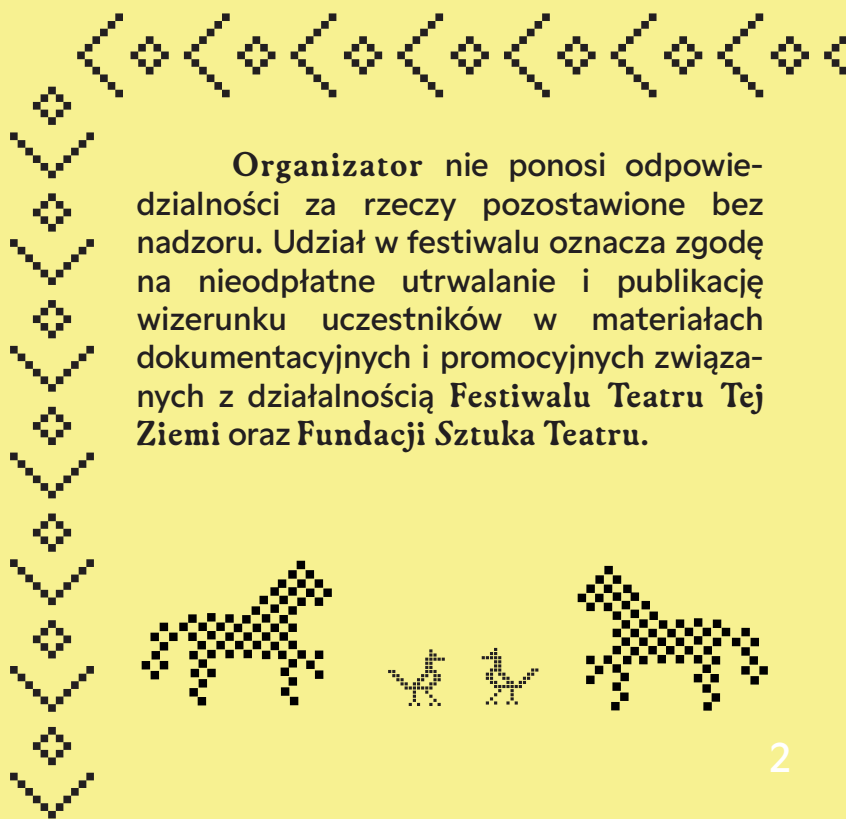 Organizator nie ponosi odpowie-
dzialności za rzeczy pozostawione bez
nadzoru. Udział w festiwalu oznacza zgodę
na nieodpłatne utrwalanie i publikację
wizerunku uczestników w materiałach
dokumentacyjnych i promocyjnych związa-
nych z działalnością Festiwalu Teatru Tej
Ziemi oraz Fundacji Sztuka Teatru.
2